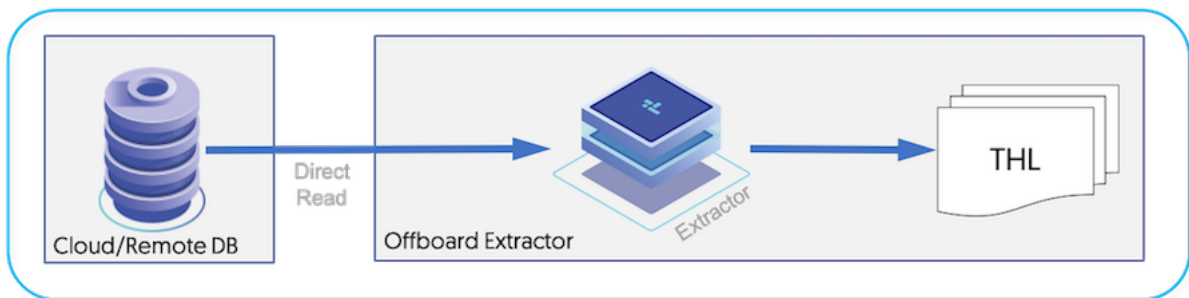 Cloud/Remote DB
Direct
Read
Offboard Extractor
Extractor
THL